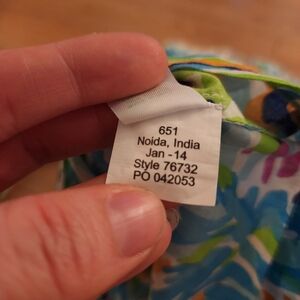 651
Noida, India
Jan - 14
Style 76732
PO 042053